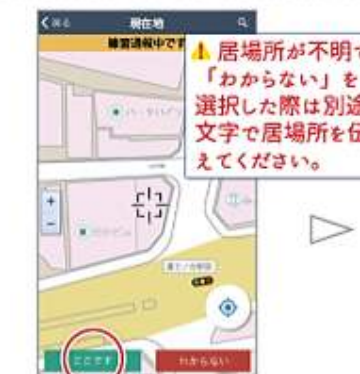 戻る 現在地
練習通報中です
⚠ 居場所が不明で
「わからない」を
選択した際は別途
文字で居場所を伝
えてください。
ここです わからない